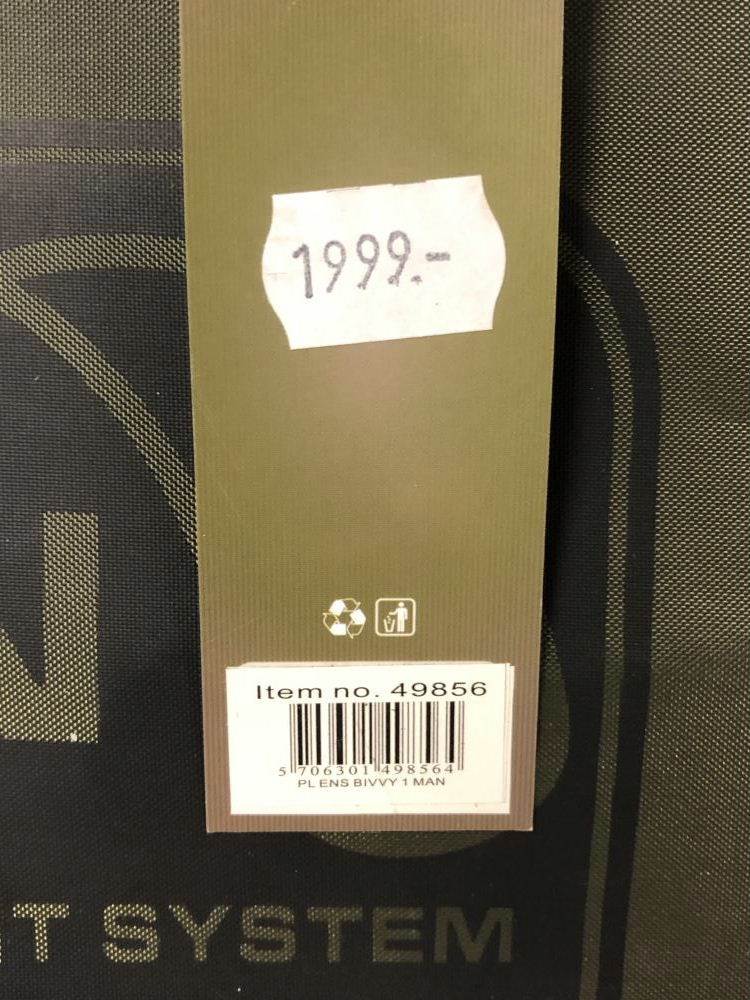 1999.-
Item no. 49856
5 706301 498564
PL ENS BIVVY 1 MAN
T SYSTEM